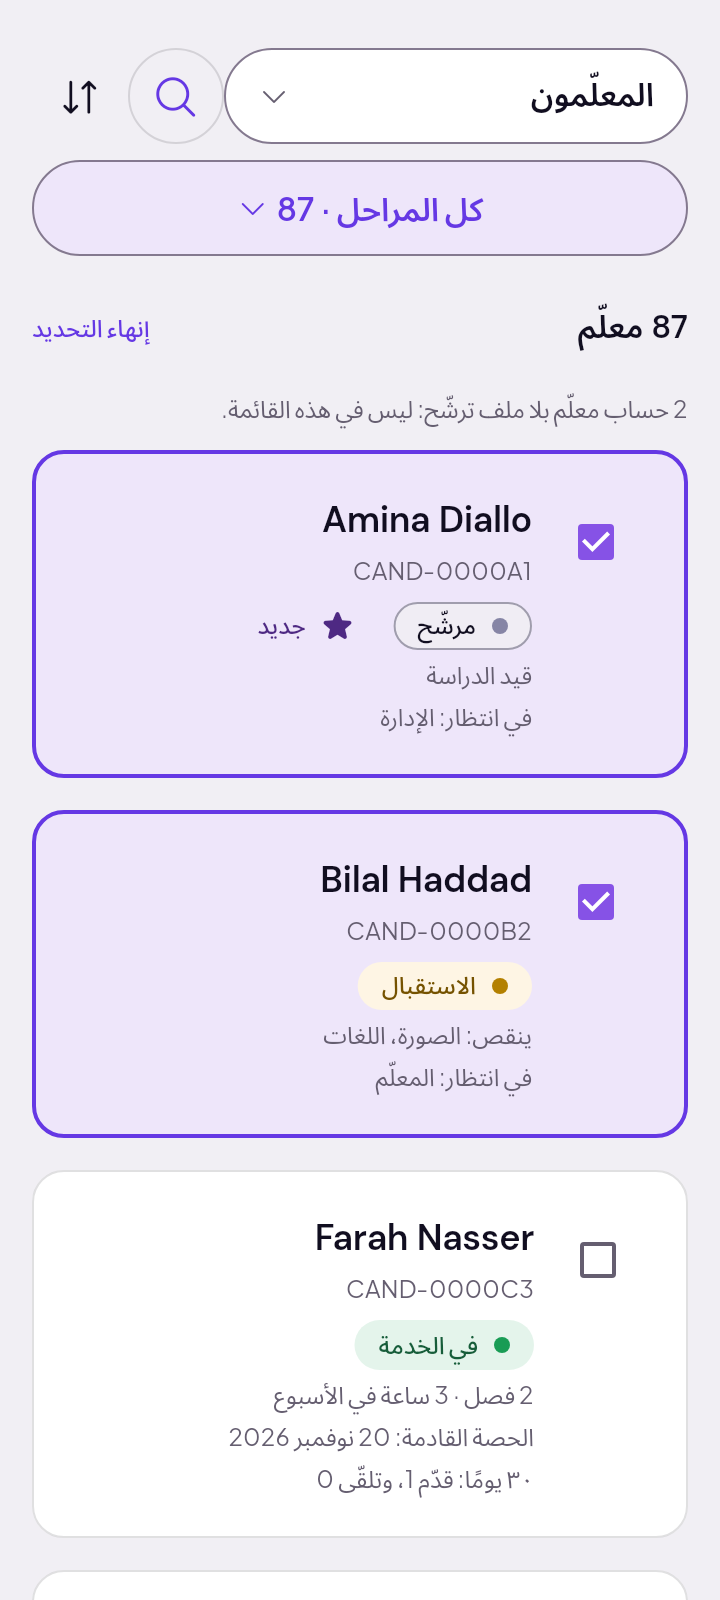 المعلّمون
كل المراحل · 87
87 معلّم
إنهاء التحديد
2 حساب معلّم بلا ملف ترشّح: ليس في هذه القائمة.
Amina Diallo
CAND-0000A1
مرشّح
جديد
قيد الدراسة
في انتظار: الإدارة
Bilal Haddad
CAND-0000B2
الاستقبال
ينقص: الصورة، اللغات
في انتظار: المعلّم
Farah Nasser
CAND-0000C3
في الخدمة
2 فصل · 3 ساعة في الأسبوع
الحصة القادمة: 20 نوفمبر 2026
٣٠ يومًا: قدّم 1، وتلقّى 0